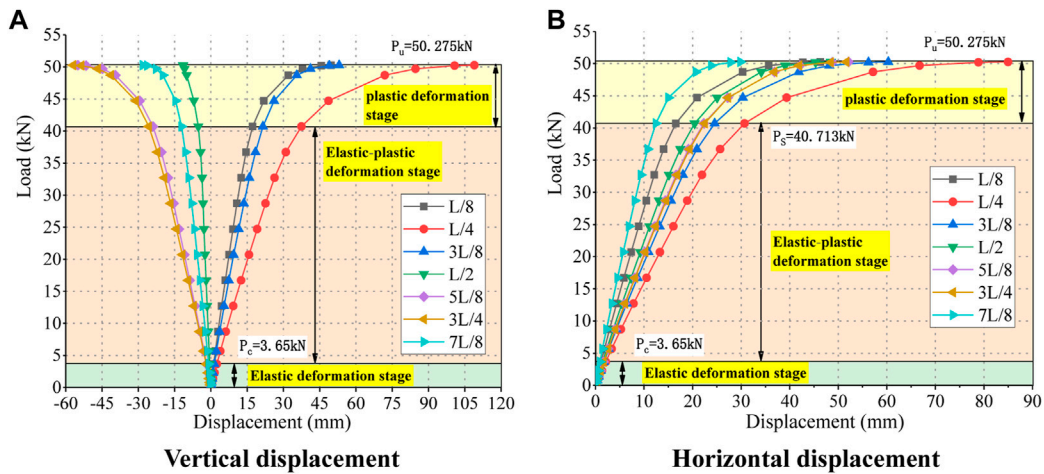 A
B
55
50
45
40
35
30
25
20
15
10
5
0
Load (kN)
Pu=50.275kN
plastic deformation
stage
Elastic-plastic
deformation stage
L/8
L/4
3L/8
L/2
5L/8
3L/4
7L/8
Pc=3.65kN
Elastic deformation stage
-60 -45 -30 -15 0 15 30 45 60 75 90 105 120
Displacement (mm)
Vertical displacement
55
50
45
40
35
30
25
20
15
10
5
0
Load (kN)
Pu=50.275kN
plastic deformation stage
PS=40.713kN
L/8
L/4
3L/8
L/2
5L/8
3L/4
7L/8
Elastic-plastic
deformation stage
Pc=3.65kN
Elastic deformation stage
0 10 20 30 40 50 60 70 80 90
Displacement (mm)
Horizontal displacement